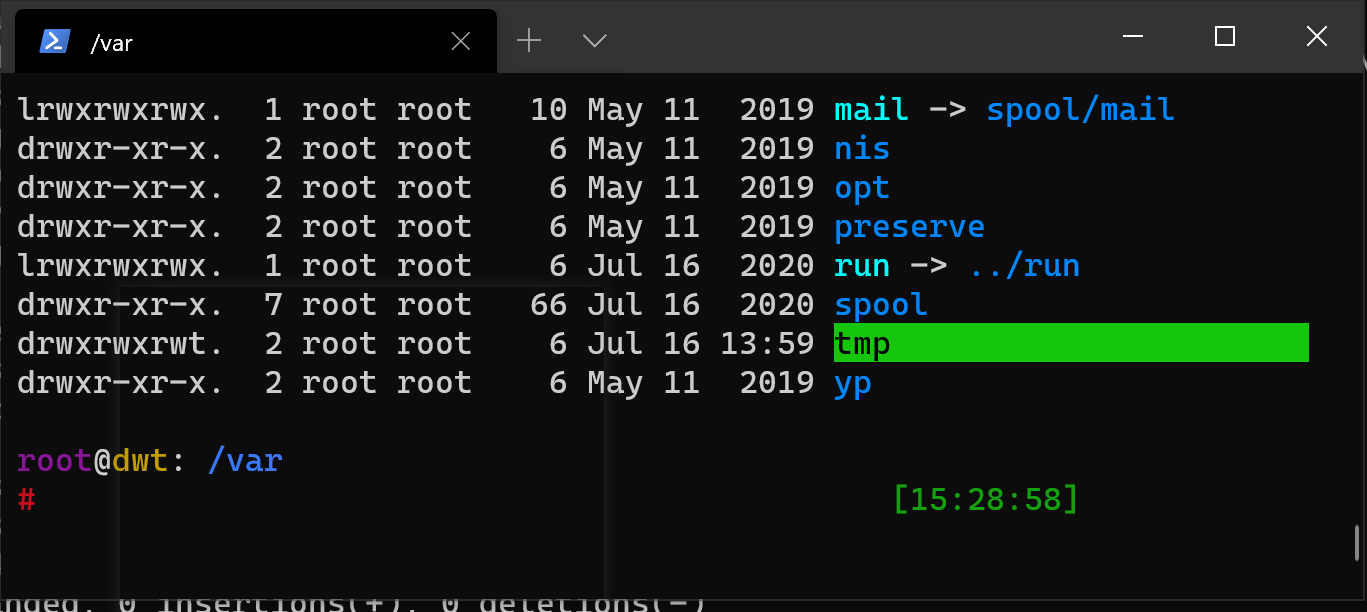 /var
lrwxrwxrwx.  1 root root   10 May 11  2019 mail -> spool/mail
drwxr-xr-x.  2 root root    6 May 11  2019 nis
drwxr-xr-x.  2 root root    6 May 11  2019 opt
drwxr-xr-x.  2 root root    6 May 11  2019 preserve
lrwxrwxrwx.  1 root root    6 Jul 16  2020 run -> ../run
drwxr-xr-x.  7 root root   66 Jul 16  2020 spool
drwxrwxrwt.  2 root root    6 Jul 16 13:59 tmp
drwxr-xr-x.  2 root root    6 May 11  2019 yp
root@dwt: /var
# [15:28:58]
0 insertions(+), 0 deletions(-)